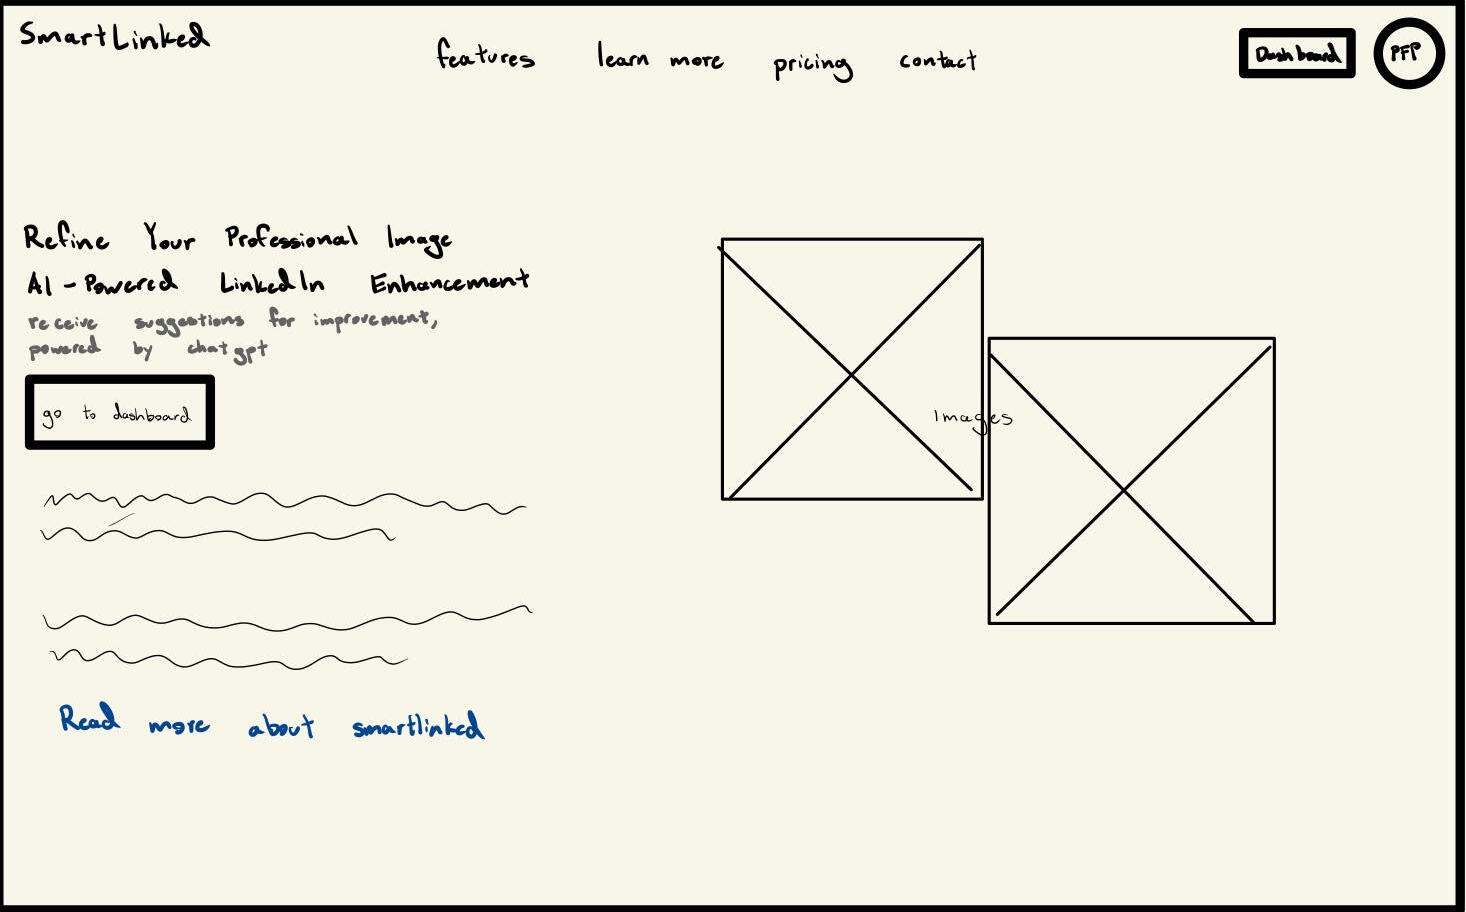 SmartLinked
features learn more pricing contact
Dashboard
PFP
Refine Your Professional Image
AI-Powered LinkedIn Enhancement
receive suggestions for improvement,
powered by chatgpt
go to dashboard
Images
Read more about smartlinked